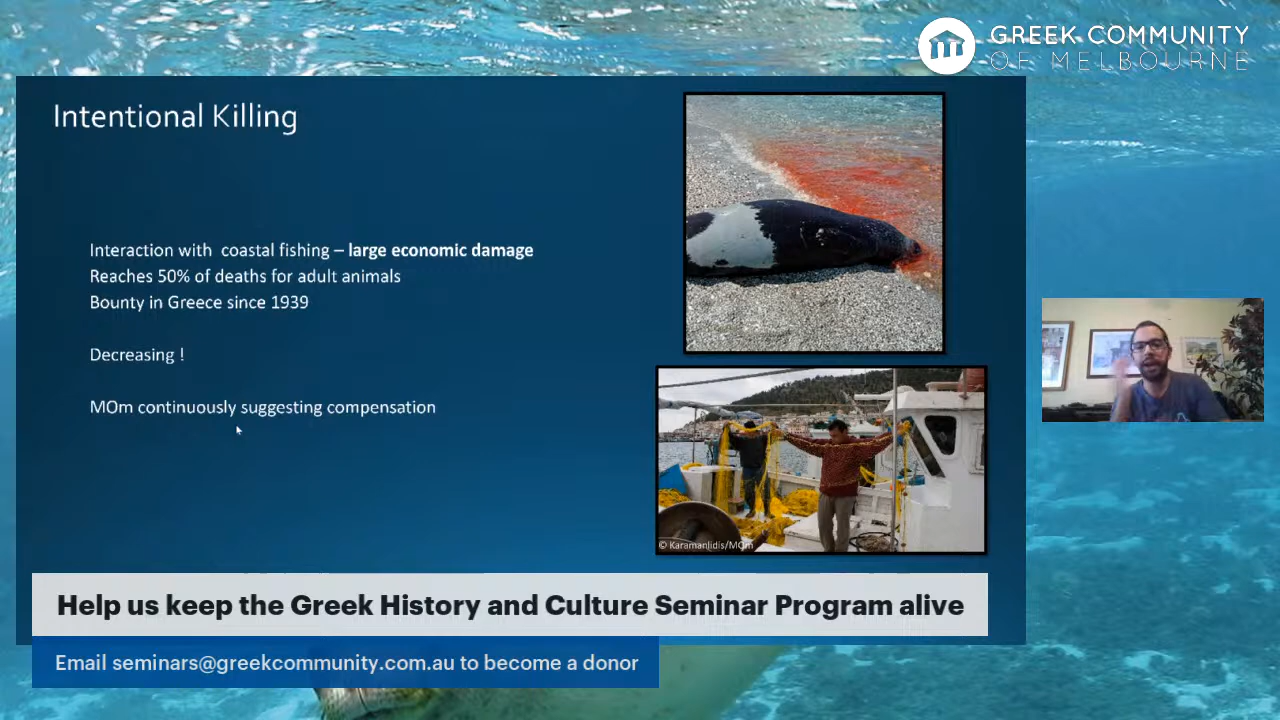 GREEK COMMUNITY
OF MELBOURNE
Intentional Killing
Interaction with coastal fishing – large economic damage
Reaches 50% of deaths for adult animals
Bounty in Greece since 1939
Decreasing !
MOm continuously suggesting compensation
© Karamanlidis/MOm
Help us keep the Greek History and Culture Seminar Program alive
Email seminars@greekcommunity.com.au to become a donor